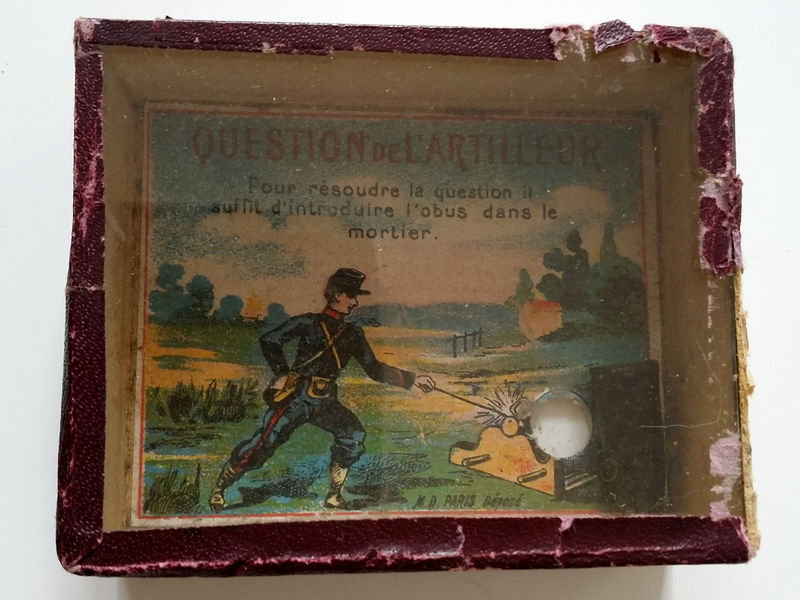 QUESTION DE L'ARTILLEUR
Pour résoudre la question il
suffit d'introduire l'obus dans le
mortier.
M. D. PARIS Déposé